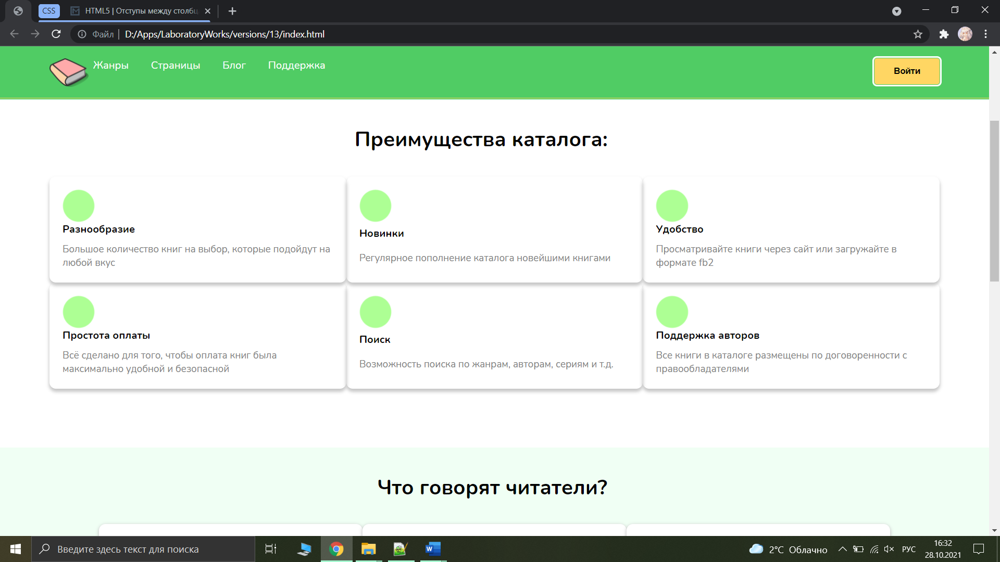 CSS
HTML5 | Отступы между столбц
Файл
D:/Apps/LaboratoryWorks/versions/13/index.html
Жанры
Страницы
Блог
Поддержка
Войти
Преимущества каталога:
Разнообразие
Большое количество книг на выбор, которые подойдут на
любой вкус
Новинки
Регулярное пополнение каталога новейшими книгами
Удобство
Просматривайте книги через сайт или загружайте в
формате fb2
Простота оплаты
Всё сделано для того, чтобы оплата книг была
максимально удобной и безопасной
Поиск
Возможность поиска по жанрам, авторам, сериям и т.д.
Поддержка авторов
Все книги в каталоге размещены по договоренности с
правообладателями
Что говорят читатели?
Введите здесь текст для поиска
W
2°C Облачно
РУС
16:32
28.10.2021